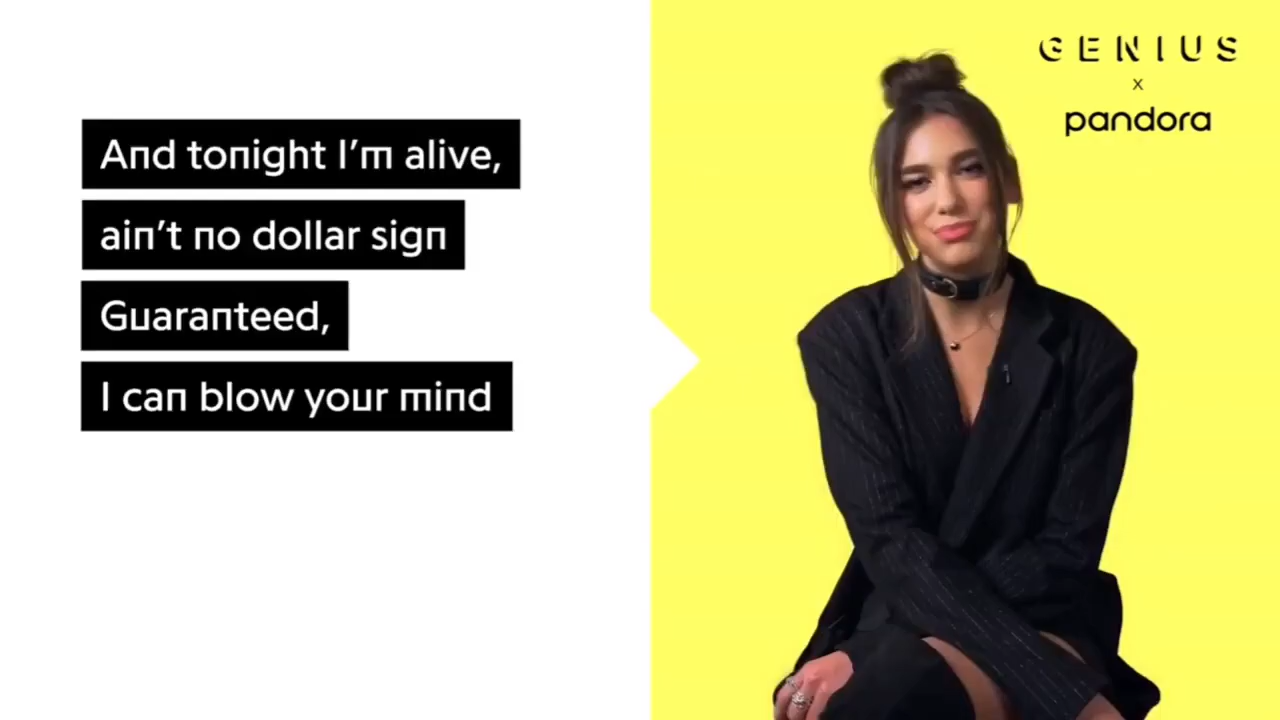 And tonight I’m alive,
ain’t no dollar sign
Guaranteed,
I can blow your mind
GENIUS
x
pandora